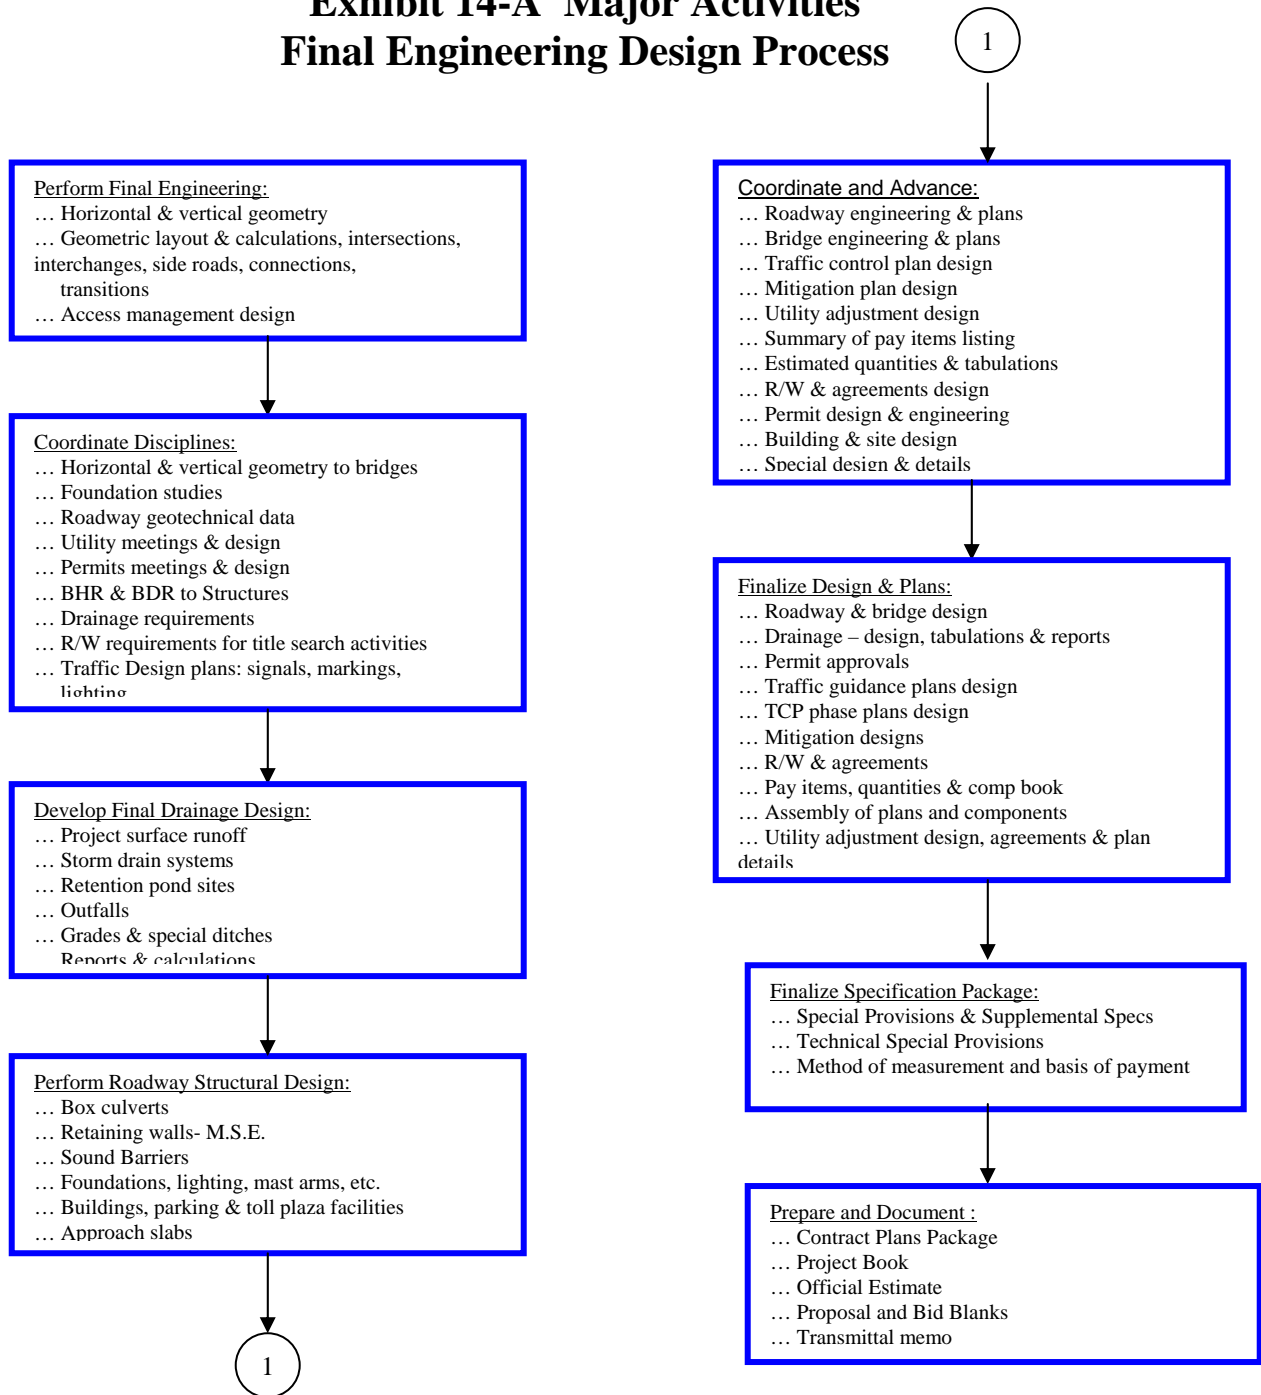 Exhibit 14-A Major Activities
Final Engineering Design Process
Perform Final Engineering:
… Horizontal & vertical geometry
… Geometric layout & calculations, intersections,
interchanges, side roads, connections,
transitions
… Access management design
Coordinate Disciplines:
… Horizontal & vertical geometry to bridges
… Foundation studies
… Roadway geotechnical data
… Utility meetings & design
… Permits meetings & design
… BHR & BDR to Structures
… Drainage requirements
… R/W requirements for title search activities
… Traffic Design plans: signals, markings,
lighting
Develop Final Drainage Design:
… Project surface runoff
… Storm drain systems
… Retention pond sites
… Outfalls
… Grades & special ditches
Reports & calculations
Perform Roadway Structural Design:
… Box culverts
… Retaining walls- M.S.E.
… Sound Barriers
… Foundations, lighting, mast arms, etc.
… Buildings, parking & toll plaza facilities
… Approach slabs
1
1
Coordinate and Advance:
… Roadway engineering & plans
… Bridge engineering & plans
… Traffic control plan design
… Mitigation plan design
… Utility adjustment design
… Summary of pay items listing
… Estimated quantities & tabulations
… R/W & agreements design
… Permit design & engineering
… Building & site design
… Special design & details
Finalize Design & Plans:
… Roadway & bridge design
… Drainage – design, tabulations & reports
… Permit approvals
… Traffic guidance plans design
… TCP phase plans design
… Mitigation designs
… R/W & agreements
… Pay items, quantities & comp book
… Assembly of plans and components
… Utility adjustment design, agreements & plan
details
Finalize Specification Package:
… Special Provisions & Supplemental Specs
… Technical Special Provisions
… Method of measurement and basis of payment
Prepare and Document :
… Contract Plans Package
… Project Book
… Official Estimate
… Proposal and Bid Blanks
… Transmittal memo